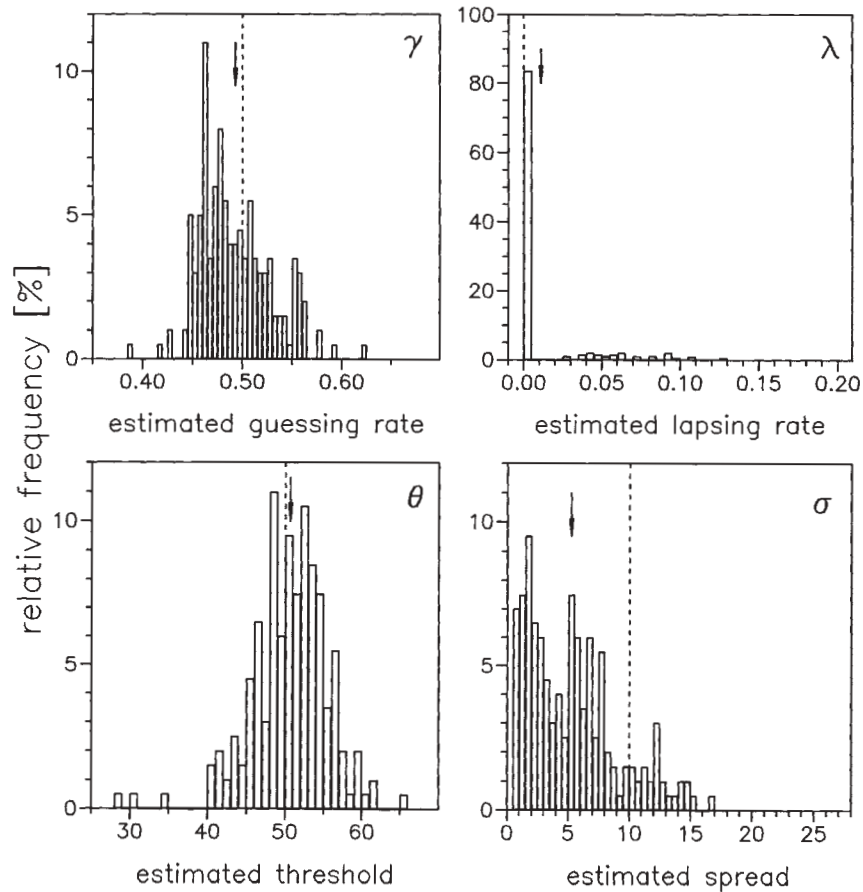 relative frequency [%]
γ
10
5
0
0.40 0.50 0.60
estimated guessing rate
λ
100
80
60
40
20
0
0.00 0.05 0.10 0.15 0.20
estimated lapsing rate
θ
10
5
0
30 40 50 60
estimated threshold
σ
10
5
0
0 5 10 15 20 25
estimated spread